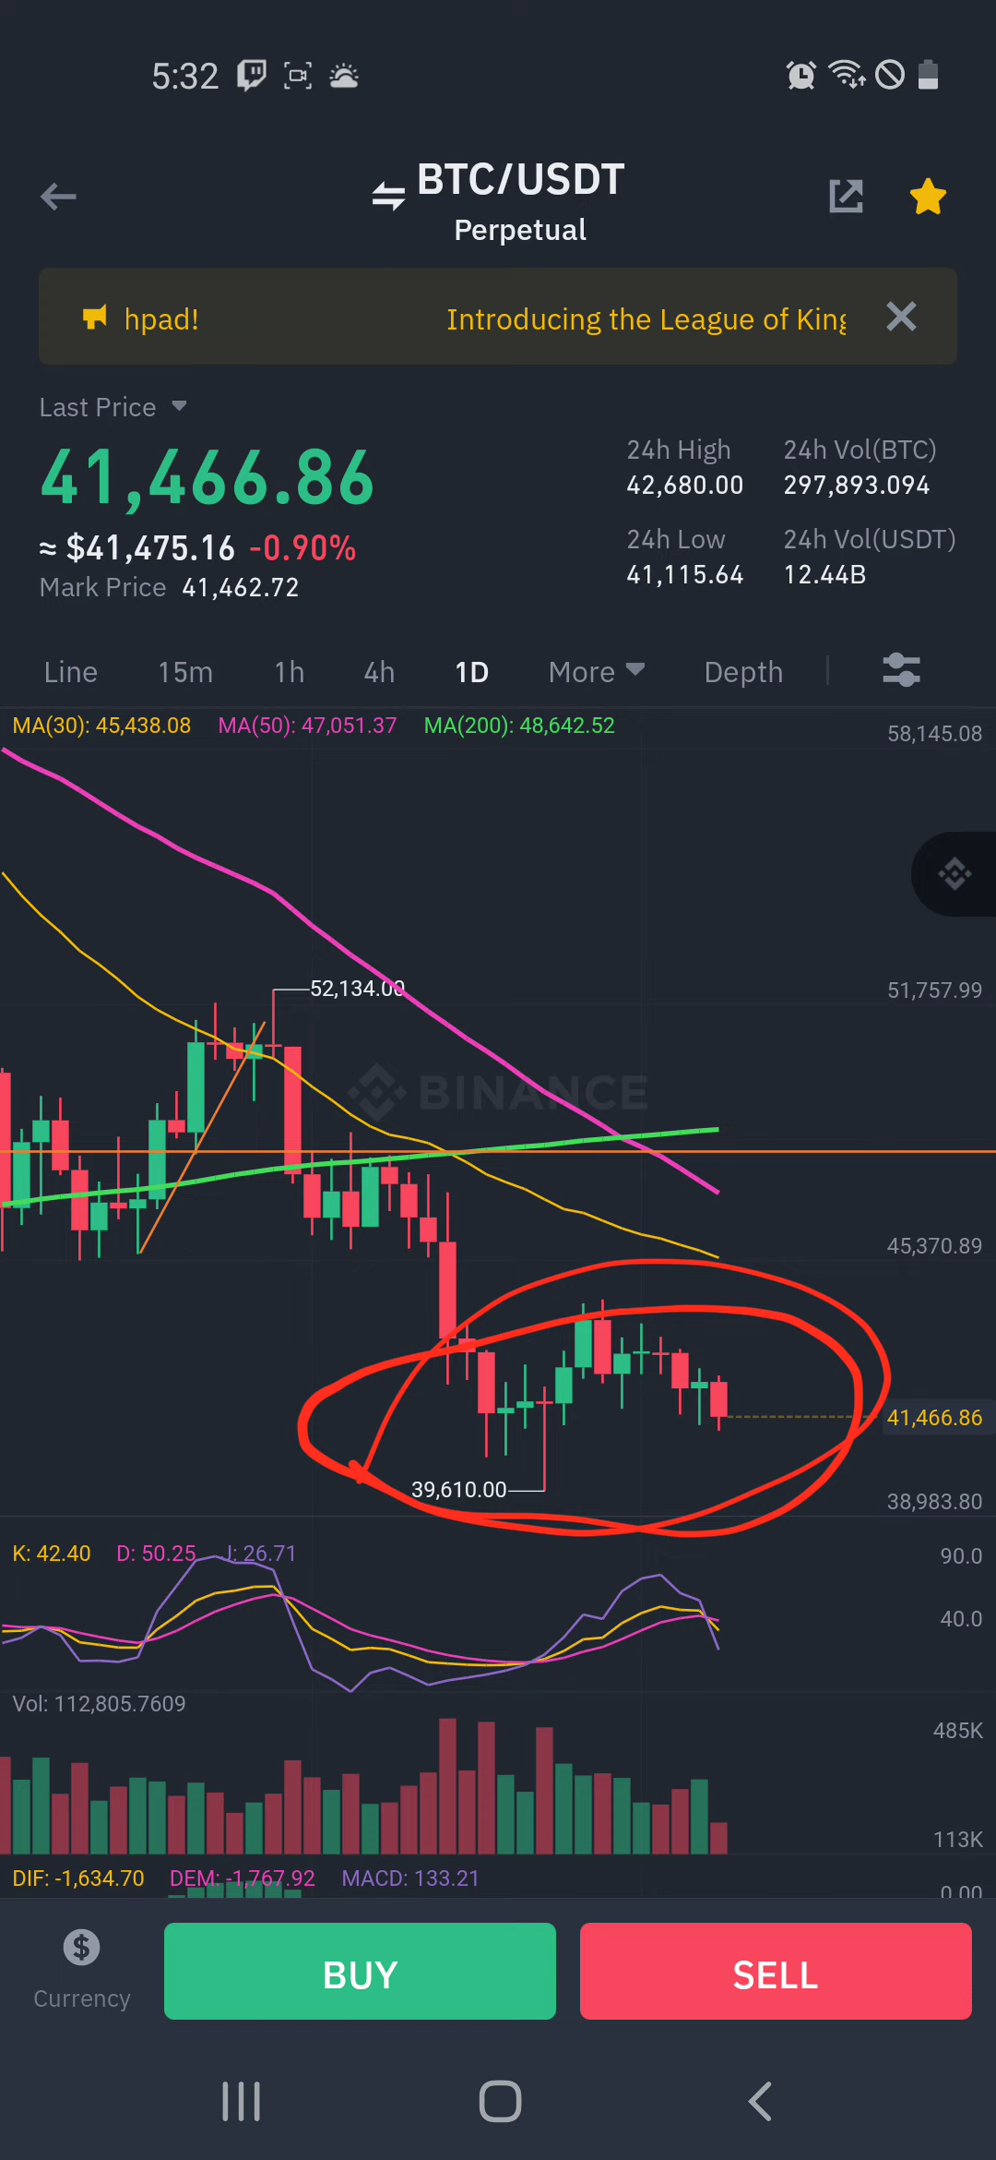 5:32
BTC/USDT
Perpetual
hpad! Introducing the League of King
Last Price
41,466.86
≈ $41,475.16 -0.90%
Mark Price 41,462.72
24h High 24h Vol(BTC)
42,680.00 297,893.094
24h Low 24h Vol(USDT)
41,115.64 12.44B
Line 15m 1h 4h 1D More Depth
MA(30): 45,438.08 MA(50): 47,051.37 MA(200): 48,642.52
58,145.08
52,134.00
51,757.99
BINANCE
45,370.89
41,466.86
39,610.00
38,983.80
K: 42.40 D: 50.25 J: 26.71
90.0
40.0
Vol: 112,805.7609
485K
113K
DIF: -1,634.70 DEM: -1,767.92 MACD: 133.21
0.00
$
Currency
BUY
SELL